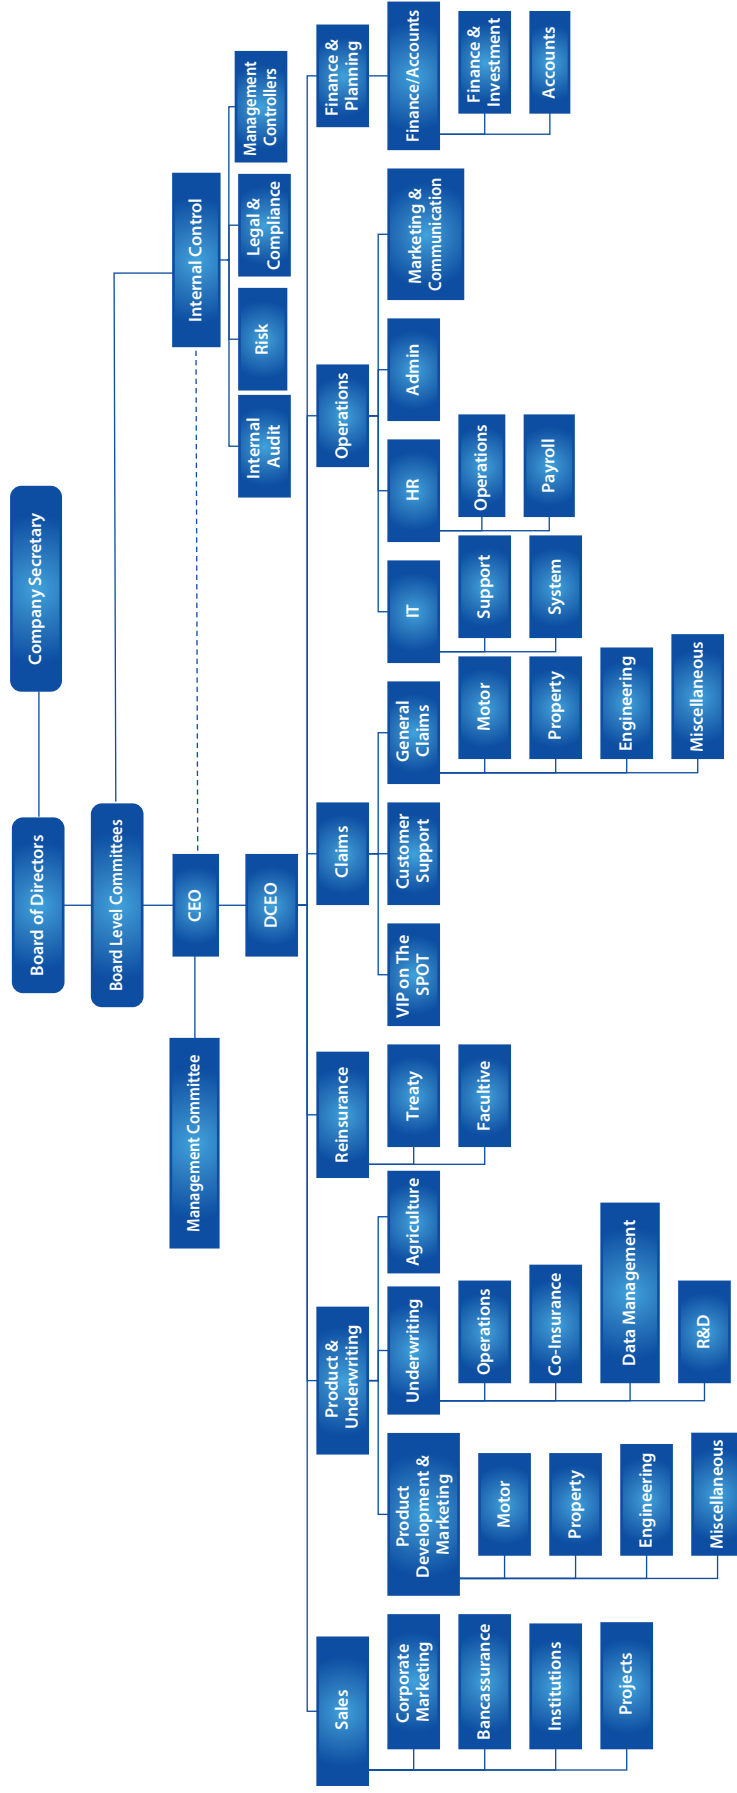 Board of Directors
Company Secretary
Board Level Committees
Management Committee
CEO
Internal Control
DCEO
Internal
Audit
Risk
Legal &
Compliance
Management
Controllers
Sales
Corporate
Marketing
Bancassurance
Institutions
Projects
Product &
Underwriting
Product
Development &
Marketing
Motor
Property
Engineering
Miscellaneous
Underwriting
Operations
Co-Insurance
Data Management
R&D
Agriculture
Reinsurance
Treaty
Facultive
Claims
VIP on The
SPOT
Customer
Support
General
Claims
Motor
Property
Engineering
Miscellaneous
Operations
IT
Support
System
HR
Operations
Payroll
Admin
Marketing &
Communication
Finance &
Planning
Finance/Accounts
Finance &
Investment
Accounts